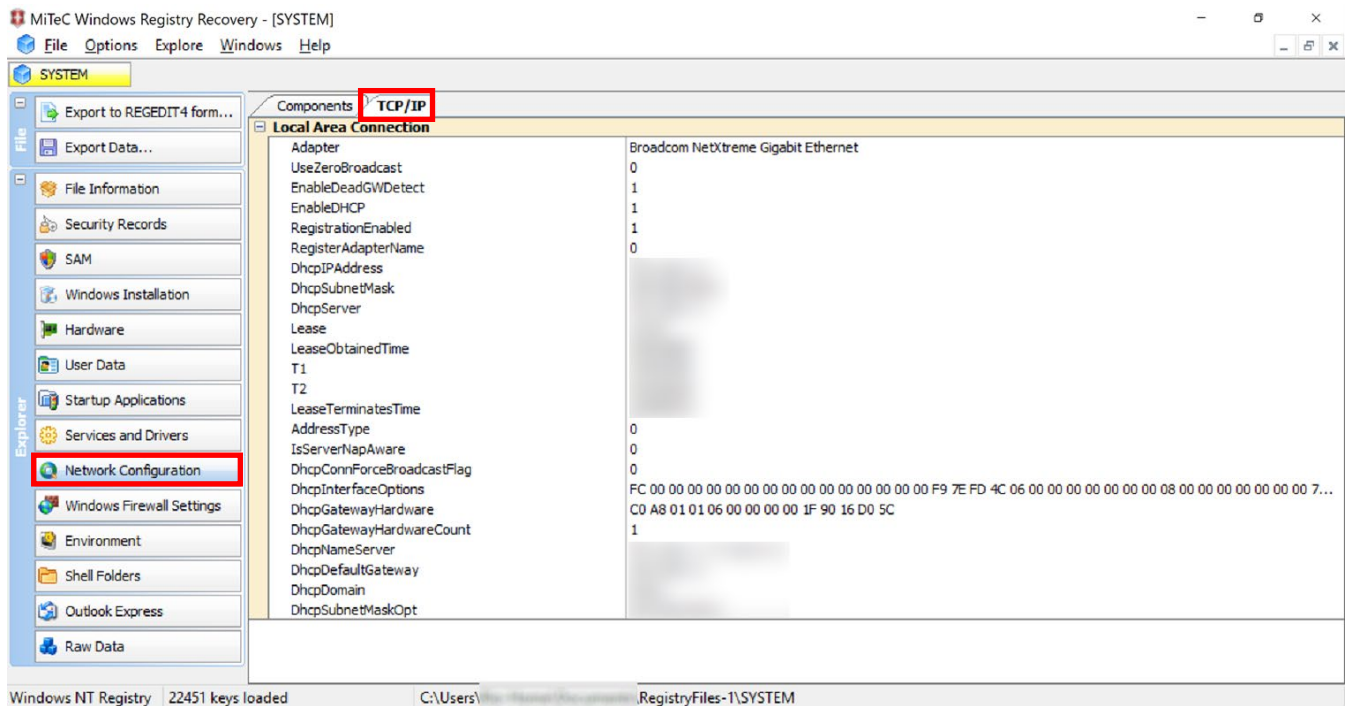 MiTeC Windows Registry Recovery - [SYSTEM]
File Options Explore Windows Help
SYSTEM
File
Export to REGEDIT4 form...
Export Data...
Explorer
File Information
Security Records
SAM
Windows Installation
Hardware
User Data
Startup Applications
Services and Drivers
Network Configuration
Windows Firewall Settings
Environment
Shell Folders
Outlook Express
Raw Data
Components TCP/IP
Local Area Connection
Adapter Broadcom NetXtreme Gigabit Ethernet
UseZeroBroadcast 0
EnableDeadGWDetect 1
EnableDHCP 1
RegistrationEnabled 1
RegisterAdapterName 0
DhcpIPAddress
DhcpSubnetMask
DhcpServer
Lease
LeaseObtainedTime
T1
T2
LeaseTerminatesTime
AddressType 0
IsServerNapAware 0
DhcpConnForceBroadcastFlag 0
DhcpInterfaceOptions FC 00 00 00 00 00 00 00 00 00 00 00 00 00 00 00 F9 7E FD 4C 06 00 00 00 00 00 00 00 08 00 00 00 00 00 00 00 7...
DhcpGatewayHardware C0 A8 01 01 06 00 00 00 00 1F 90 16 D0 5C
DhcpGatewayHardwareCount 1
DhcpNameServer
DhcpDefaultGateway
DhcpDomain
DhcpSubnetMaskOpt
Windows NT Registry 22451 keys loaded C:\Users\ \RegistryFiles-1\SYSTEM